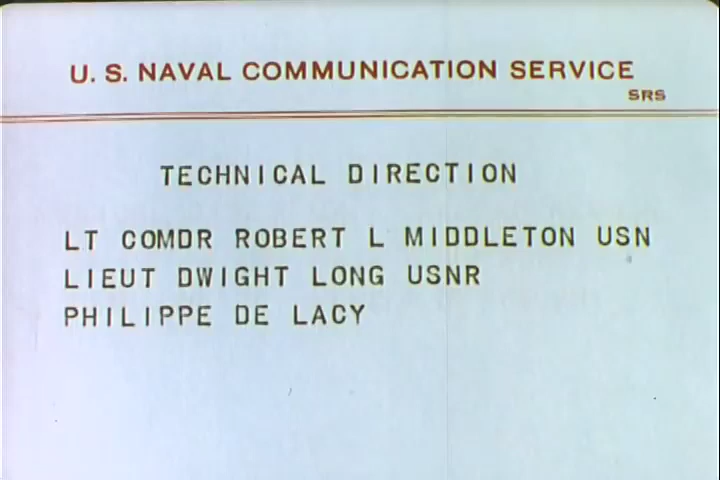 U. S. NAVAL COMMUNICATION SERVICE
SRS
TECHNICAL DIRECTION
LT COMDR ROBERT L MIDDLETON USN
LIEUT DWIGHT LONG USNR
PHILIPPE DE LACY